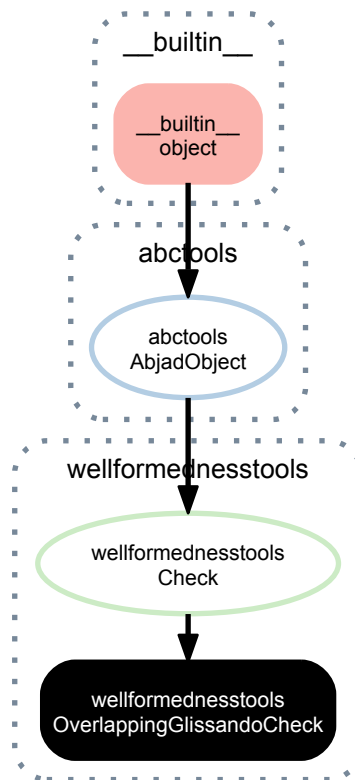 __builtin__
__builtin__
object
abctools
abctools
AbjadObject
wellformednesstools
wellformednesstools
Check
wellformednesstools
OverlappingGlissandoCheck